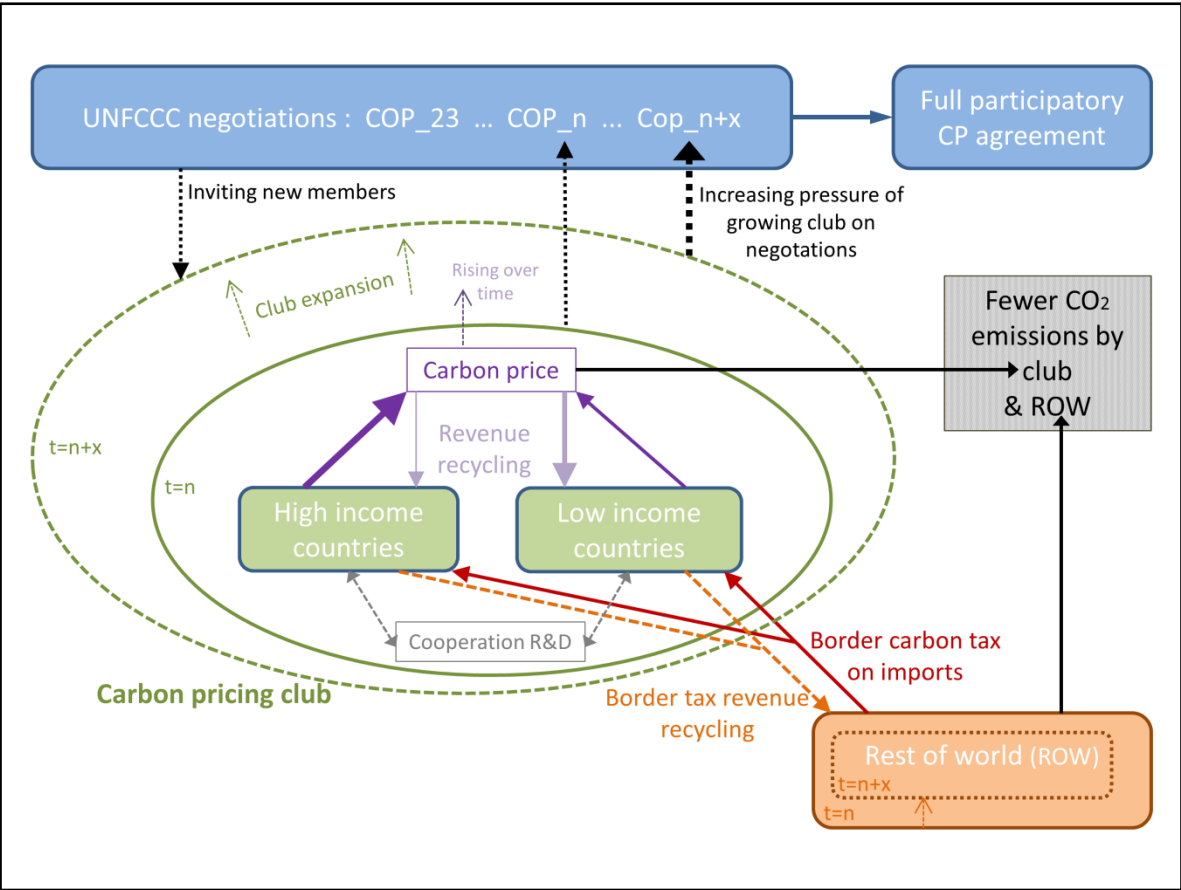 UNFCCC negotiations : COP_23 ... COP_n ... Cop_n+x
Full participatory
CP agreement
Inviting new members
Increasing pressure of
growing club on
negotations
Club expansion
Rising over
time
Fewer CO2
emissions by
club
& ROW
Carbon price
Revenue
recycling
t=n+x
t=n
High income
countries
Low income
countries
Cooperation R&D
Border carbon tax
on imports
Carbon pricing club
Border tax revenue
recycling
Rest of world (ROW)
t=n+x
t=n